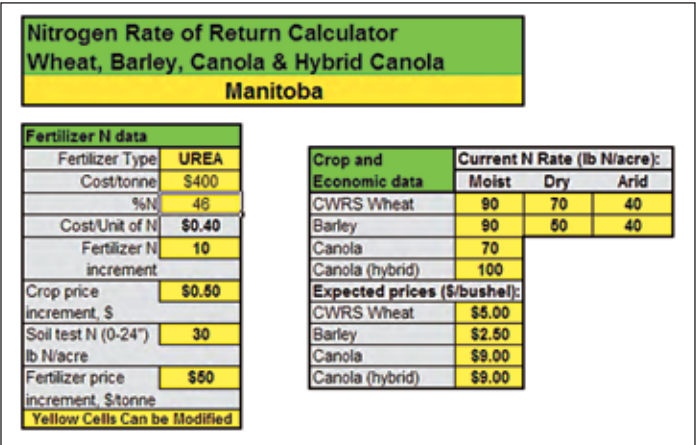 Nitrogen Rate of Return Calculator
Wheat, Barley, Canola & Hybrid Canola
Manitoba
Fertilizer N data
Fertilizer Type UREA
Cost/tonne $400
%N 46
Cost/Unit of N $0.40
Fertilizer N 10
increment
Crop price $0.50
increment, $
Soil test N (0-24") 30
lb N/acre
Fertilizer price $50
increment, $/tonne
Yellow Cells Can be Modified
Crop and Current N Rate (lb N/acre):
Economic data Moist Dry Arid
CWRS Wheat 90 70 40
Barley 90 50 40
Canola 70
Canola (hybrid) 100
Expected prices ($/bushel):
CWRS Wheat $5.00
Barley $2.50
Canola $9.00
Canola (hybrid) $9.00